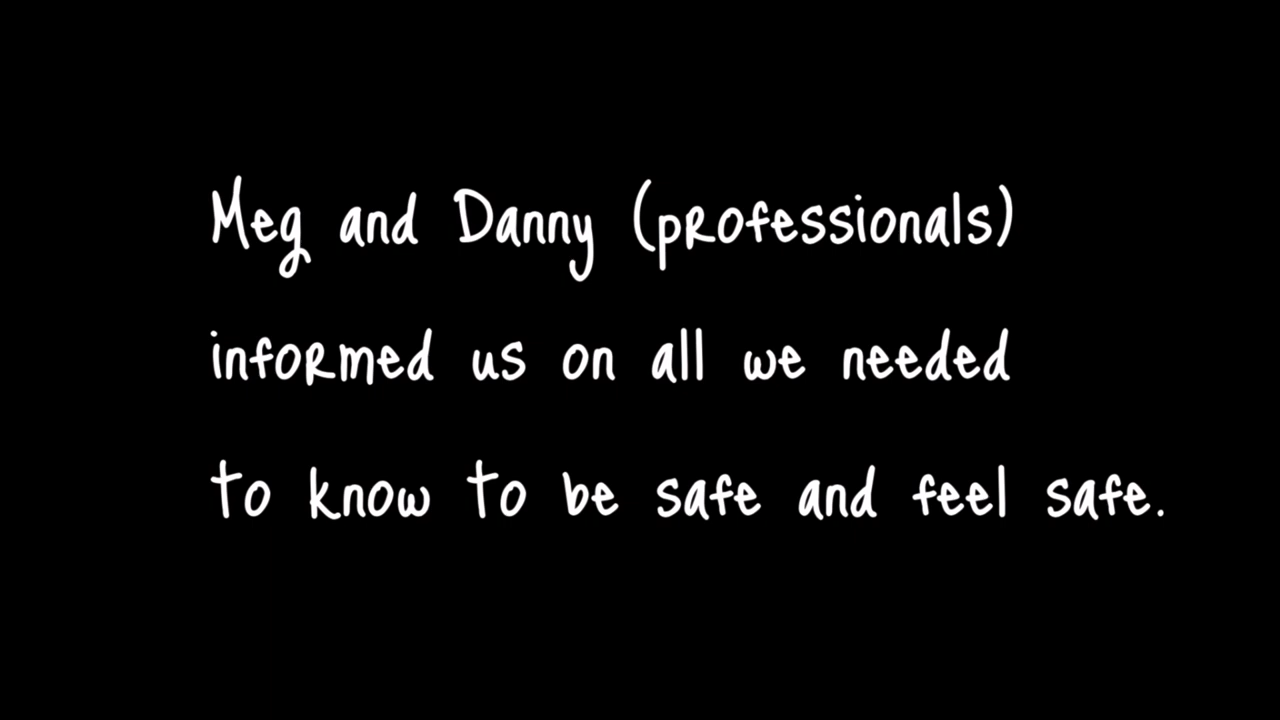 Meg and Danny (professionals)
informed us on all we needed
to know to be safe and feel safe.